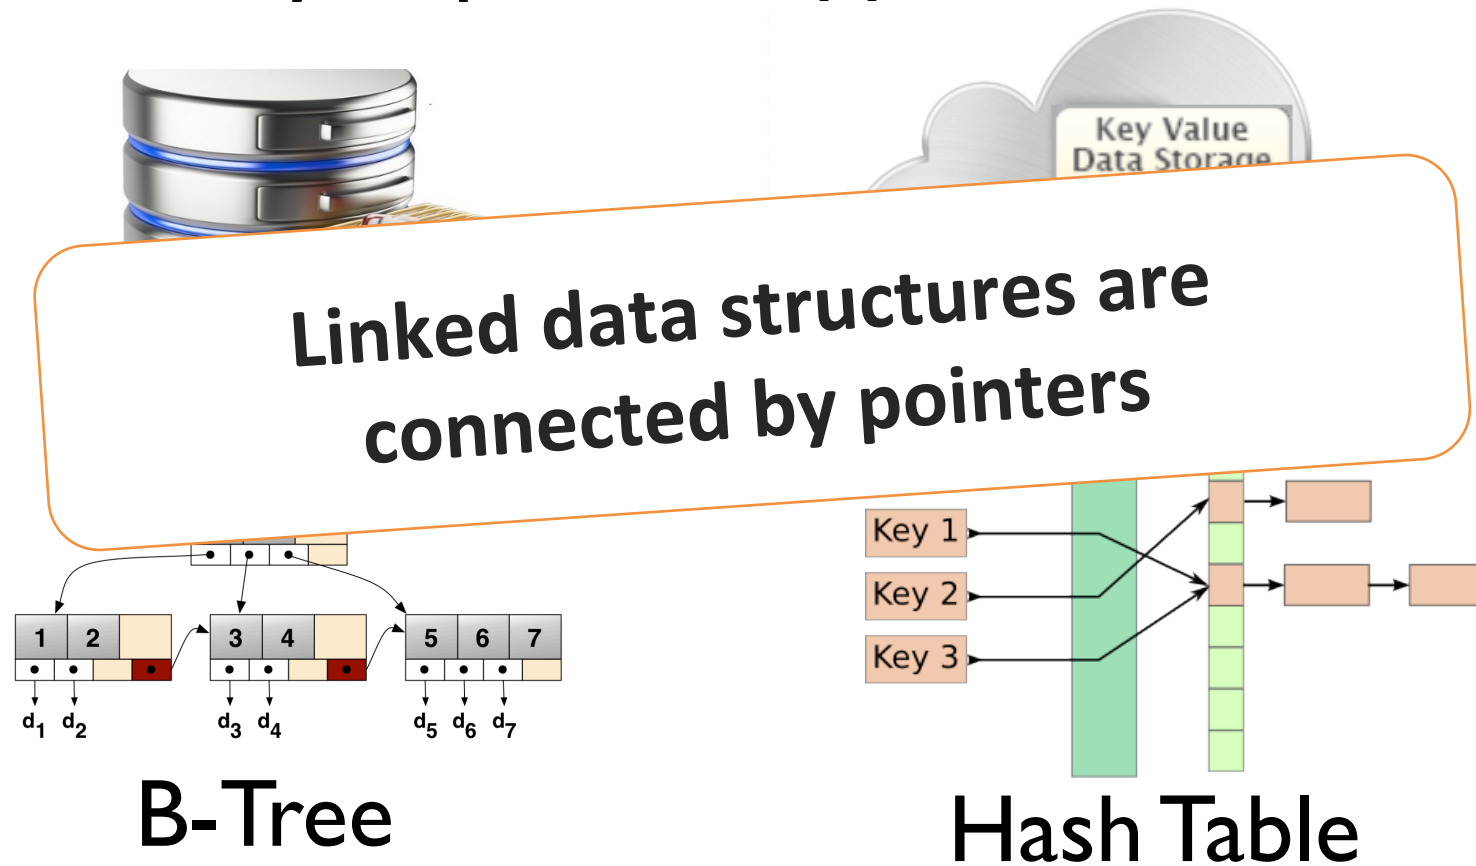 Key Value
Data Storage
Linked data structures are
connected by pointers
Key 1
Key 2
Key 3
1 2 3 4 5 6 7
d1 d2 d3 d4 d5 d6 d7
B-Tree
Hash Table